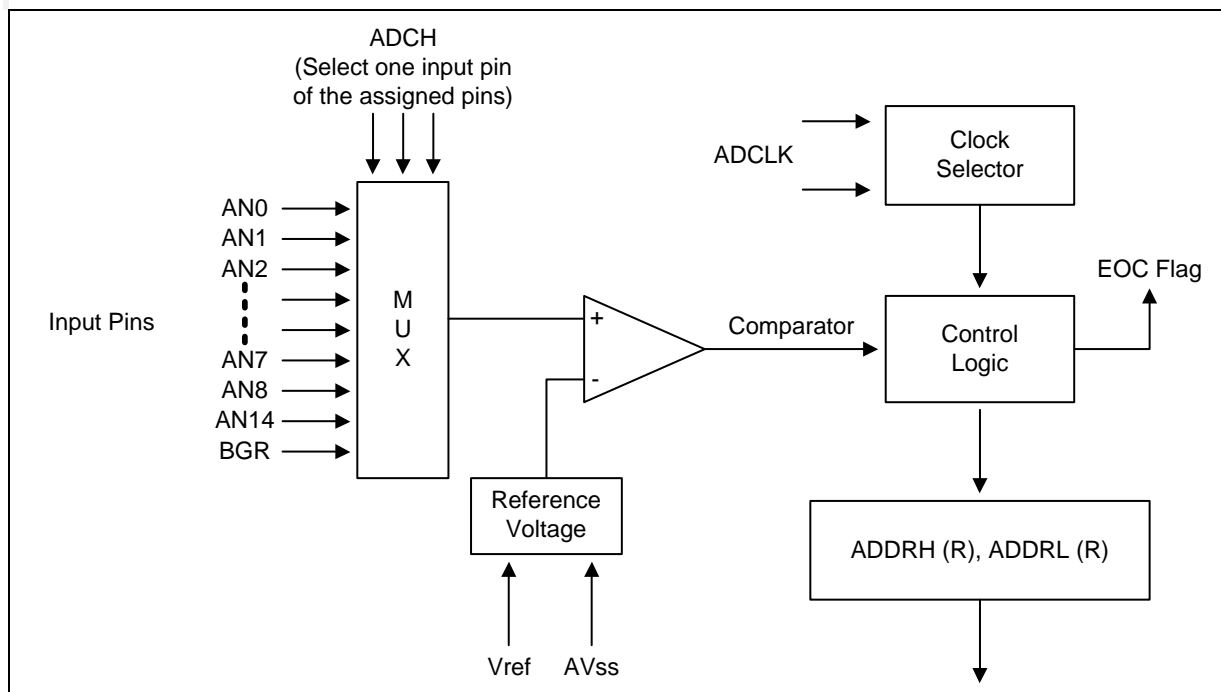 ADCH
(Select one input pin
of the assigned pins)
ADCLK
Clock
Selector
AN0
AN1
AN2
AN7
AN8
AN14
BGR
Input Pins
M
U
X
+
-
Comparator
Control
Logic
EOC Flag
Reference
Voltage
Vref
AVss
ADDRH (R), ADDRL (R)